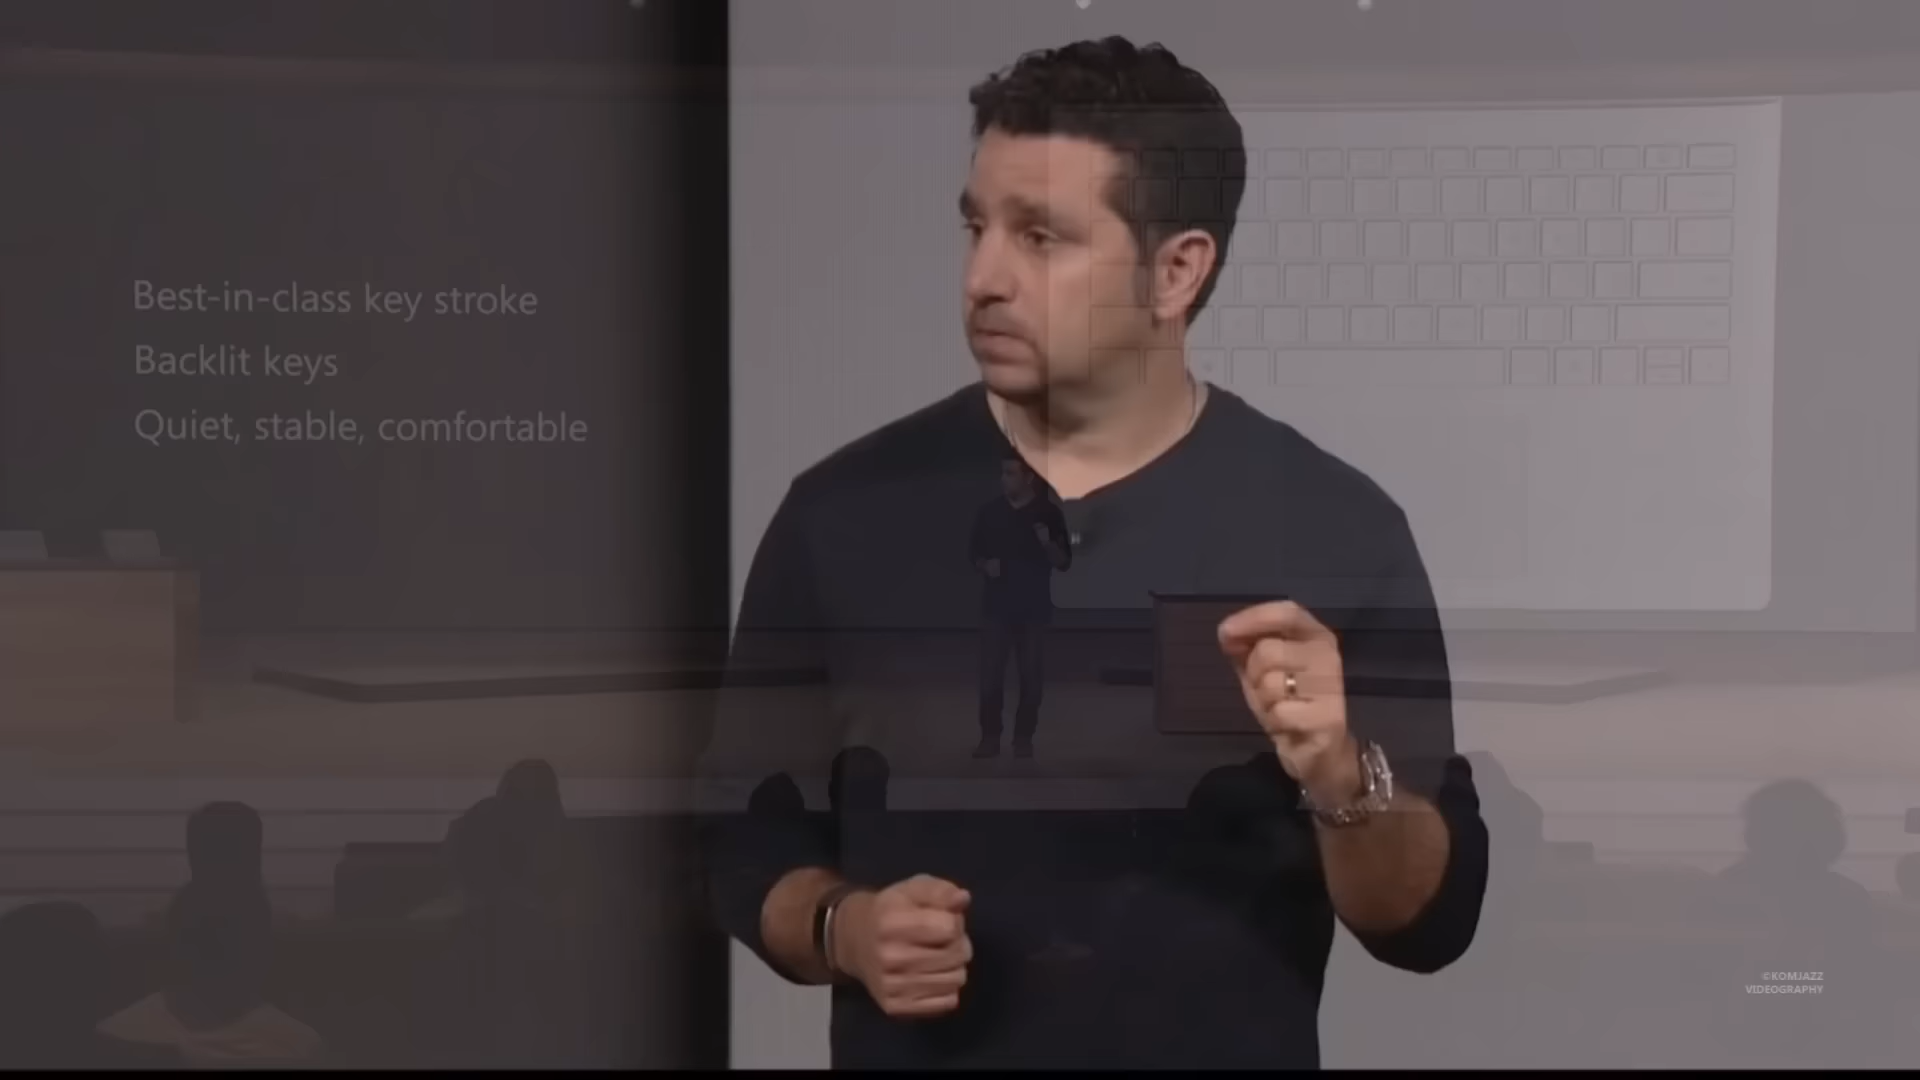 Best-in-class key stroke
Backlit keys
Quiet, stable, comfortable
©KOMJAZZ
VIDEOGRAPHY